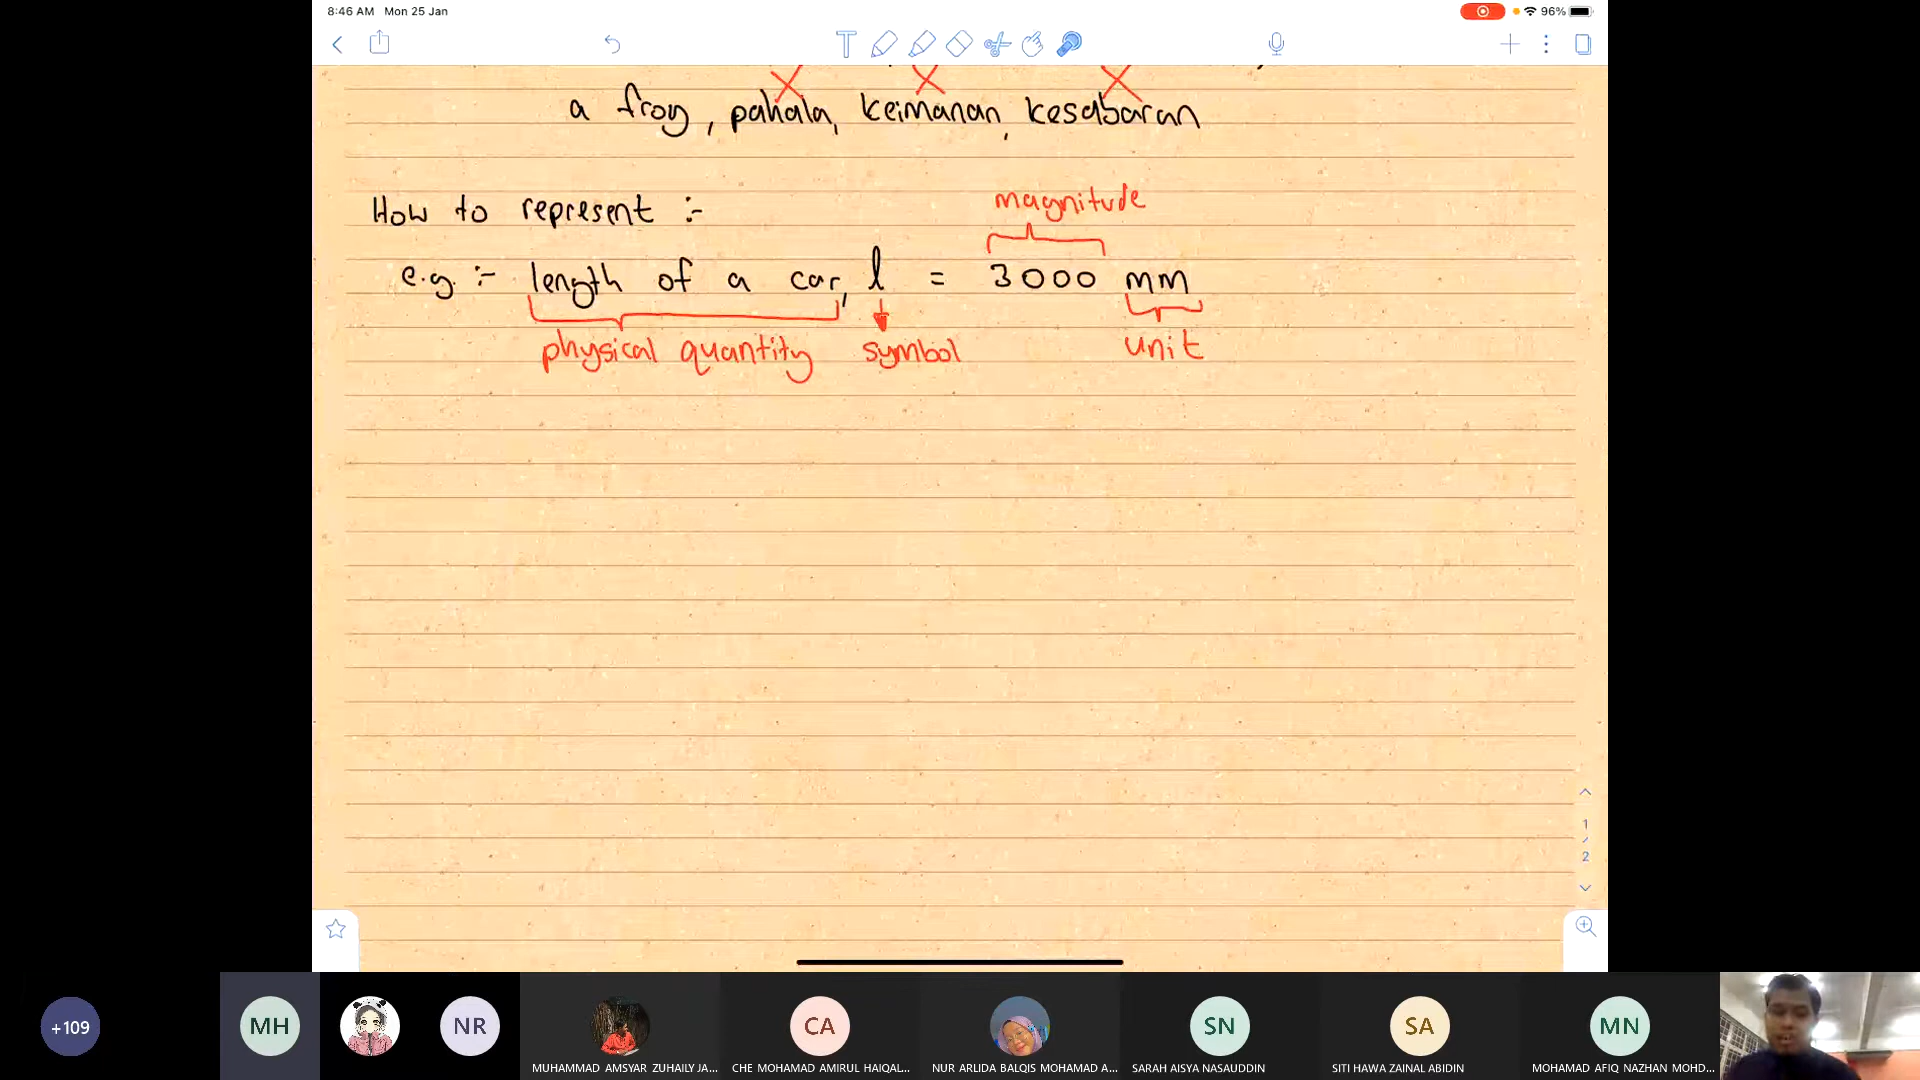 8:46 AM Mon 25 Jan
96%
a frog, pahala, keimanan, kesabaran
How to represent :-
magnitude
e.g. :- length of a car, l = 3000 mm
physical quantity symbol unit
1
/
2
+109
MH
NR
CA
SN
SA
MN
MUHAMMAD AMSYAR ZUHAILY JA...
CHE MOHAMAD AMIRUL HAIQAL...
NUR ARLIDA BALQIS MOHAMAD A...
SARAH AISYA NASAUDDIN
SITI HAWA ZAINAL ABIDIN
MOHAMAD AFIQ NAZHAN MOHD...